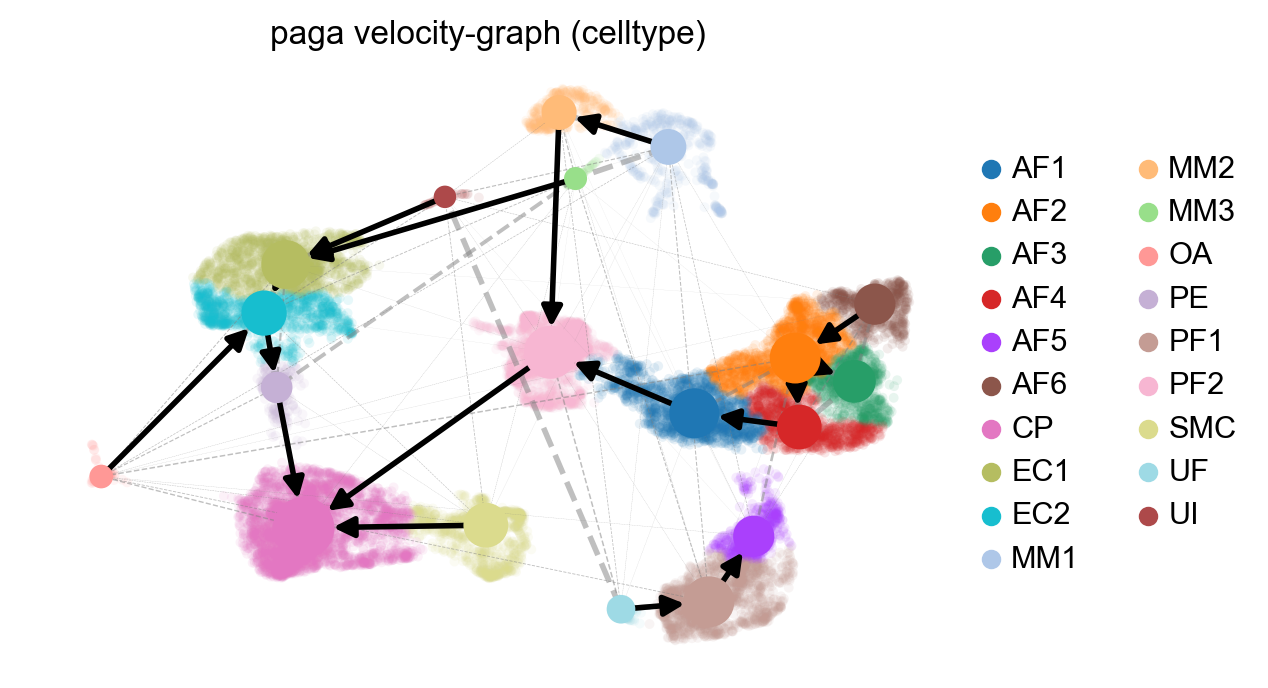 paga velocity-graph (celltype)
AF1
AF2
AF3
AF4
AF5
AF6
CP
EC1
EC2
MM1
MM2
MM3
OA
PE
PF1
PF2
SMC
UF
UI